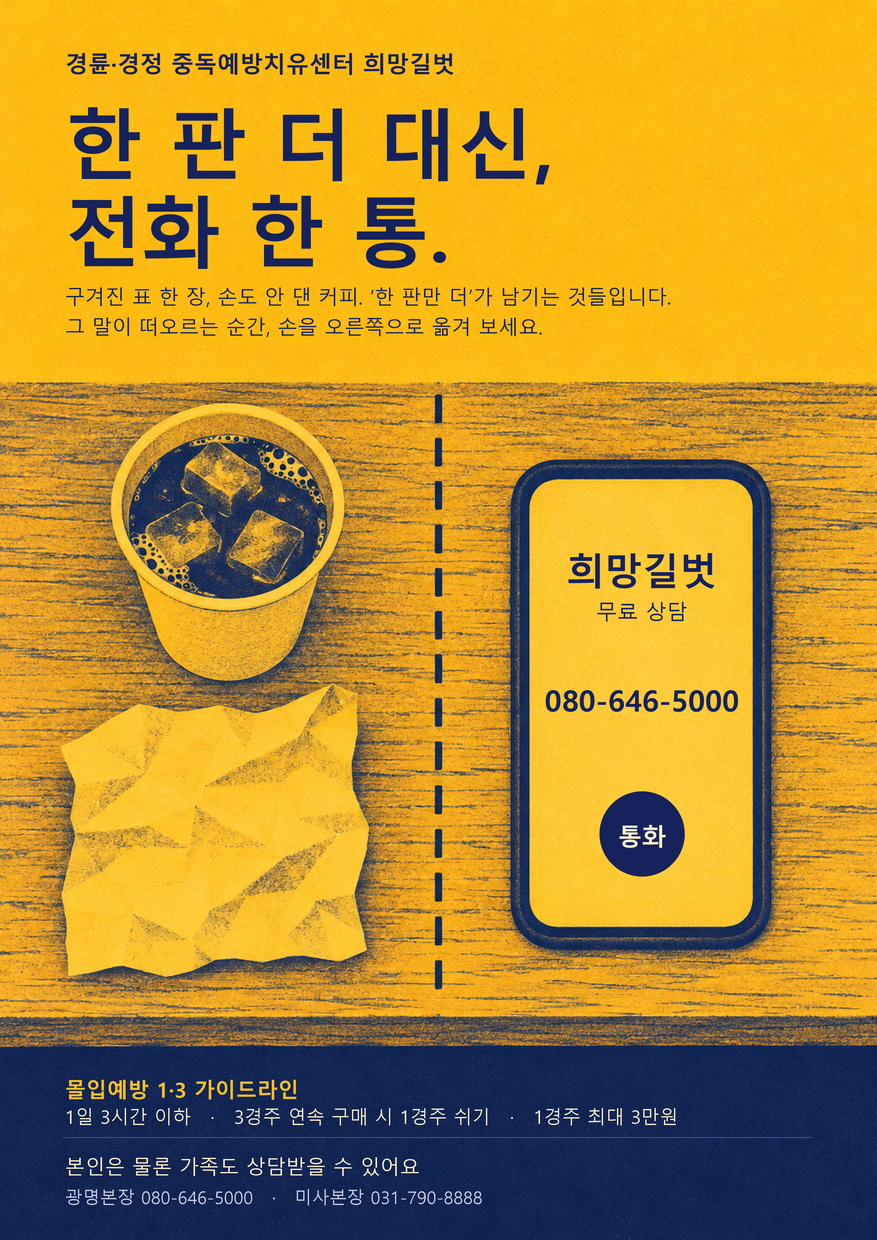 경륜·경정 중독예방치유센터 희망길벗
한 판 더 대신,
전화 한 통.
구겨진 표 한 장, 손도 안 댄 커피. ‘한 판만 더’가 남기는 것들입니다.
그 말이 떠오르는 순간, 손을 오른쪽으로 옮겨 보세요.
희망길벗
무료 상담
080-646-5000
통화
몰입예방 1·3 가이드라인
1일 3시간 이하 · 3경주 연속 구매 시 1경주 쉬기 · 1경주 최대 3만원
본인은 물론 가족도 상담받을 수 있어요
광명본장 080-646-5000 · 미사본장 031-790-8888